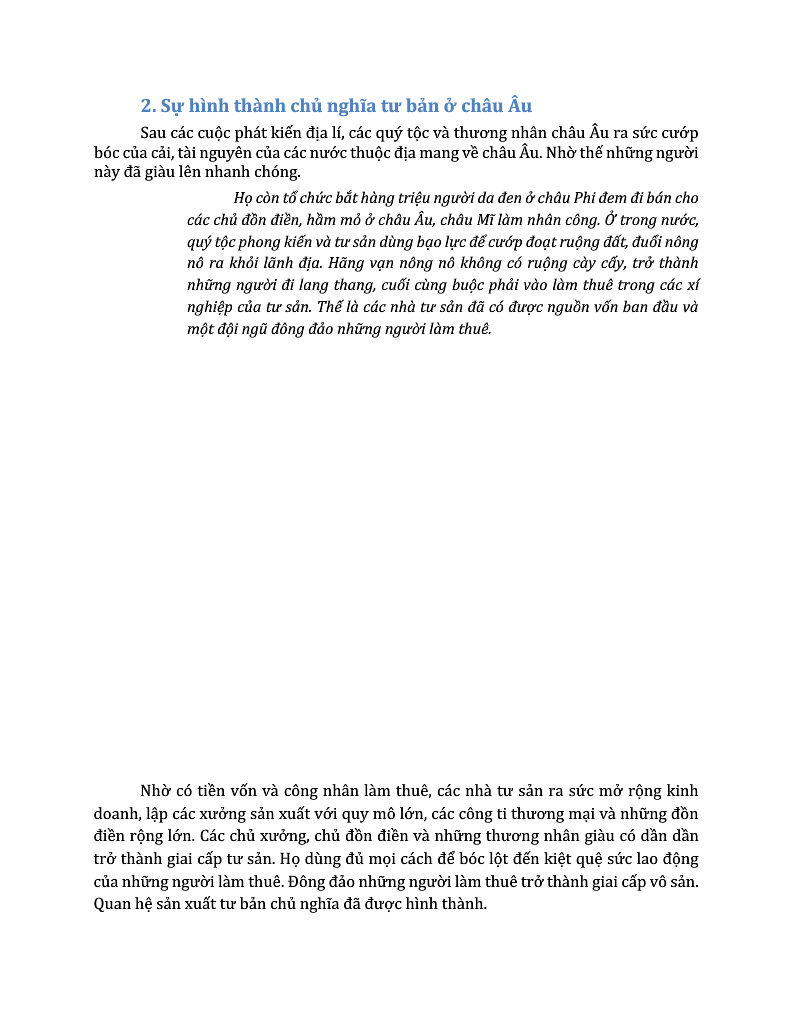 2. Sự hình thành chủ nghĩa tư bản ở châu Âu
Sau các cuộc phát kiến địa lí, các quý tộc và thương nhân châu Âu ra sức cướp
bóc của cải, tài nguyên của các nước thuộc địa mang về châu Âu. Nhờ thế những người
này đã giàu lên nhanh chóng.
Họ còn tổ chức bắt hàng triệu người da đen ở châu Phi đem đi bán cho
các chủ đồn điền, hầm mỏ ở châu Âu, châu Mĩ làm nhân công. Ở trong nước,
quý tộc phong kiến và tư sản dùng bạo lực để cướp đoạt ruộng đất, đuổi nông
nô ra khỏi lãnh địa. Hãng vạn nông nô không có ruộng cày cấy, trở thành
những người đi lang thang, cuối cùng buộc phải vào làm thuê trong các xí
nghiệp của tư sản. Thế là các nhà tư sản đã có được nguồn vốn ban đầu và
một đội ngũ đông đảo những người làm thuê.
Nhờ có tiền vốn và công nhân làm thuê, các nhà tư sản ra sức mở rộng kinh
doanh, lập các xưởng sản xuất với quy mô lớn, các công ti thương mại và những đồn
điền rộng lớn. Các chủ xưởng, chủ đồn điền và những thương nhân giàu có dần dần
trở thành giai cấp tư sản. Họ dùng đủ mọi cách để bóc lột đến kiệt quệ sức lao động
của những người làm thuê. Đông đảo những người làm thuê trở thành giai cấp vô sản.
Quan hệ sản xuất tư bản chủ nghĩa đã được hình thành.